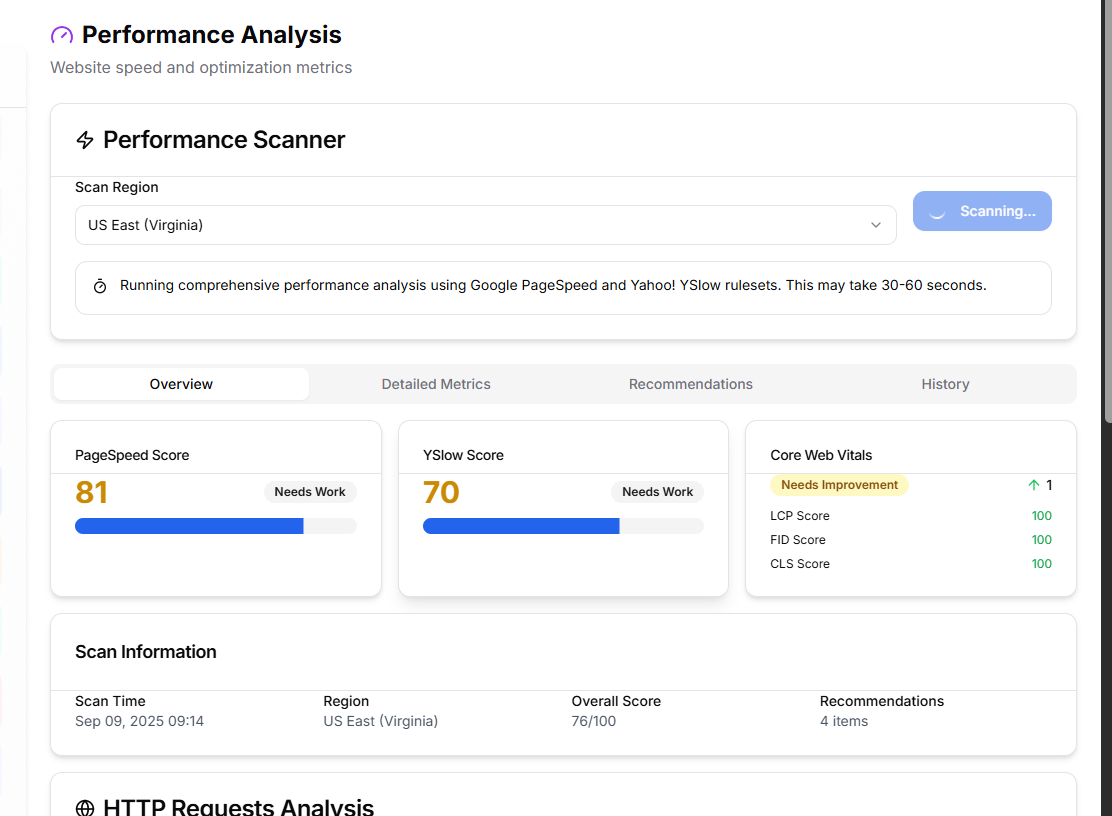 Performance Analysis
Website speed and optimization metrics
Performance Scanner
Scan Region
US East (Virginia)
Scanning...
Running comprehensive performance analysis using Google PageSpeed and Yahoo! YSlow rulesets. This may take 30-60 seconds.
Overview Detailed Metrics Recommendations History
PageSpeed Score
81 Needs Work
YSlow Score
70 Needs Work
Core Web Vitals
Needs Improvement 1
LCP Score 100
FID Score 100
CLS Score 100
Scan Information
Scan Time Region Overall Score Recommendations
Sep 09, 2025 09:14 US East (Virginia) 76/100 4 items
HTTP Requests Analysis